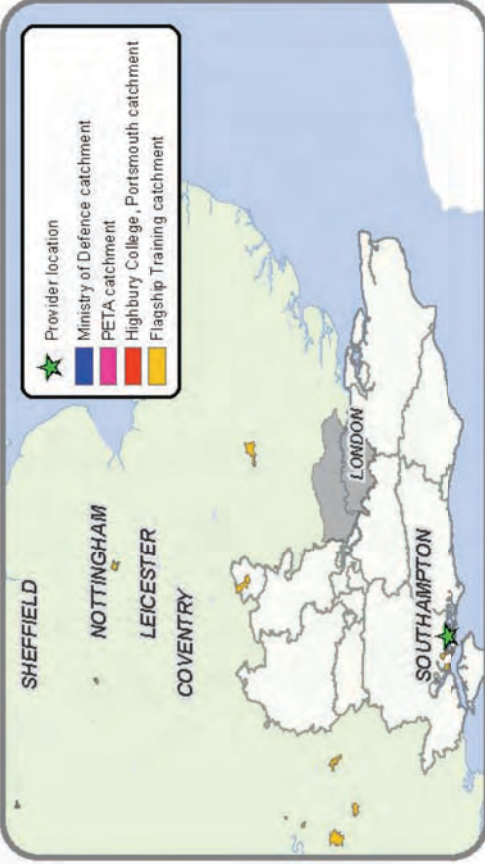 Provider location
Ministry of Defence catchment
PETA catchment
Highbury College, Portsmouth catchment
Flagship Training catchment
SHEFFIELD
NOTTINGHAM
LEICESTER
COVENTRY
LONDON
SOUTHAMPTON